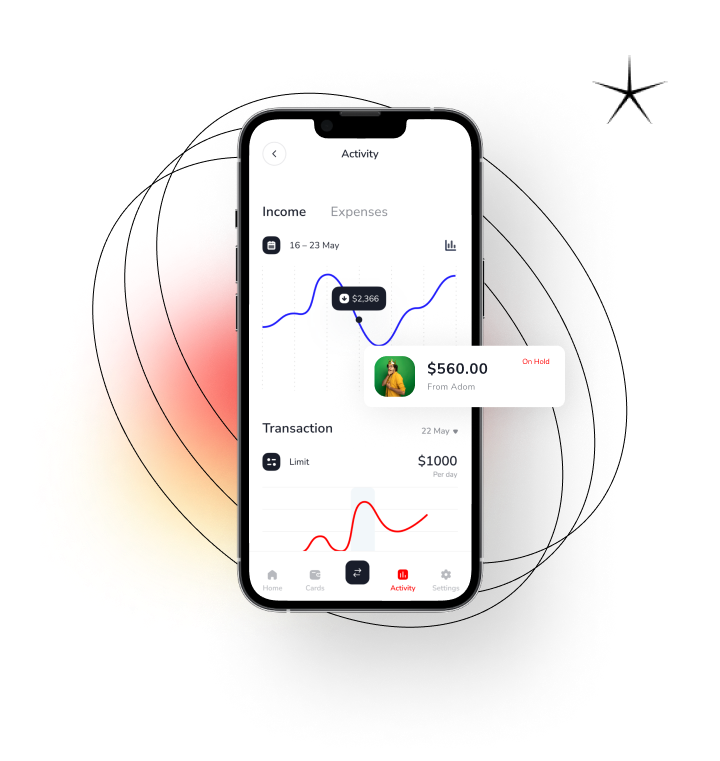 Activity
Income Expenses
16 – 23 May
$2,366
$560.00 On Hold
From Adom
Transaction 22 May
Limit $1000
Per day
Home Cards Activity Settings